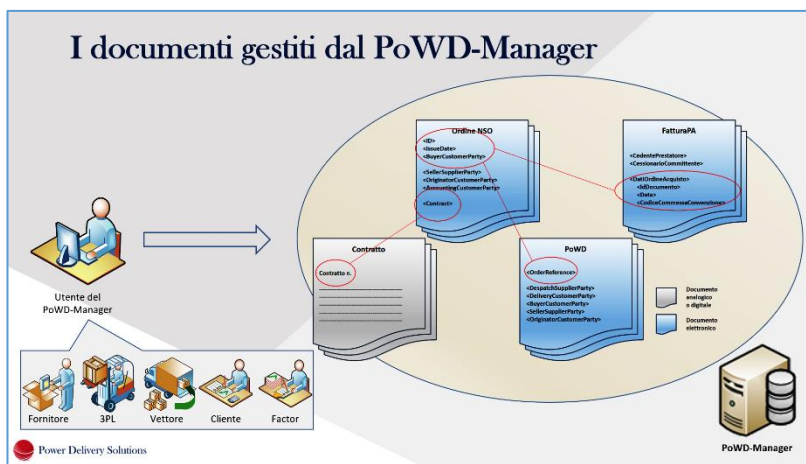 I documenti gestiti dal PoWD-Manager
Ordine NSO
<ID>
<IssueDate>
<BuyerCustomerParty>
<SellerSupplierParty>
<OriginatorCustomerParty>
<AccountingCustomerParty>
<Contract>
FatturaPA
<CedentePrestatore>
<CessionarioCommittente>
<DatiOrdineAcquisto>
<IdDocumento>
<Data>
<CodiceCommessaConvenzione>
Contratto
Contratto n.
PoWD
<OrderReference>
<DespatchSupplierParty>
<DeliveryCustomerParty>
<BuyerCustomerParty>
<SellerSupplierParty>
<OriginatorCustomerParty>
Documento
analogico
o digitale
Documento
elettronico
Utente del
PoWD-Manager
Fornitore
3PL
Vettore
Cliente
Factor
PoWD-Manager
Power Delivery Solutions